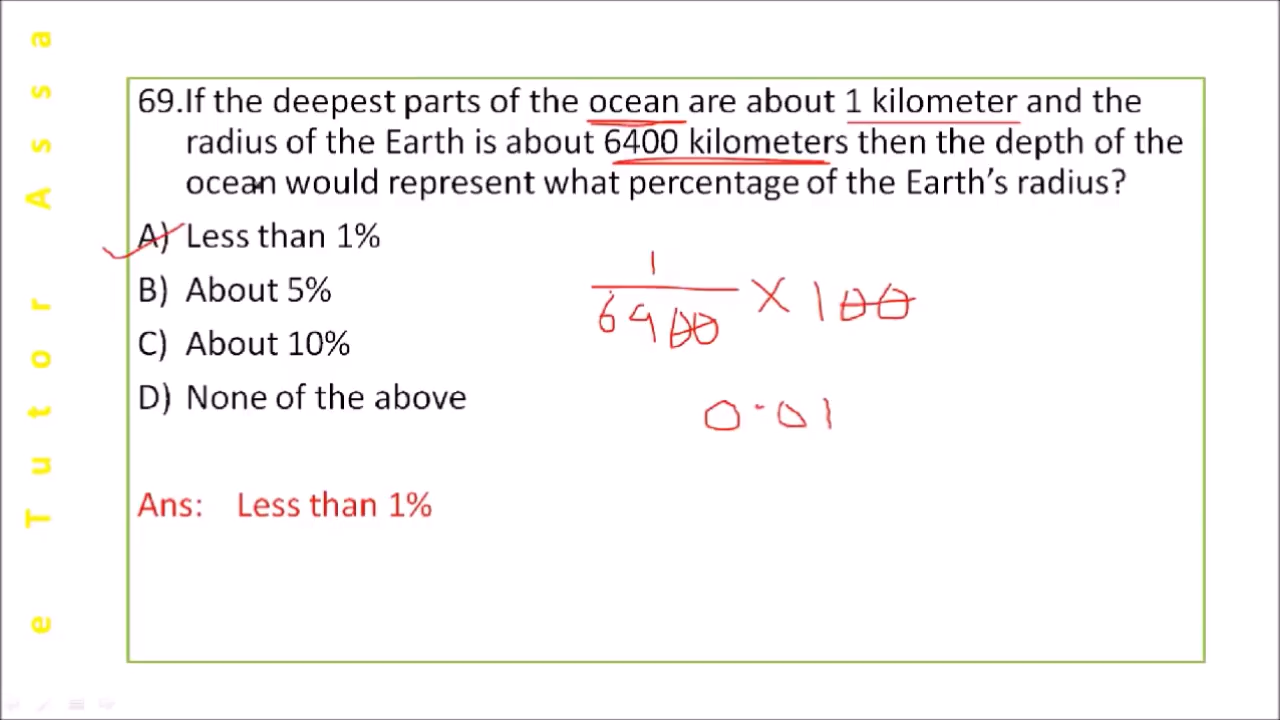 69.If the deepest parts of the ocean are about 1 kilometer and the
radius of the Earth is about 6400 kilometers then the depth of the
ocean would represent what percentage of the Earth's radius?
A) Less than 1%
B) About 5%
C) About 10%
D) None of the above
1
6400 × 100
0.01
Ans: Less than 1%
e Tutor Assa